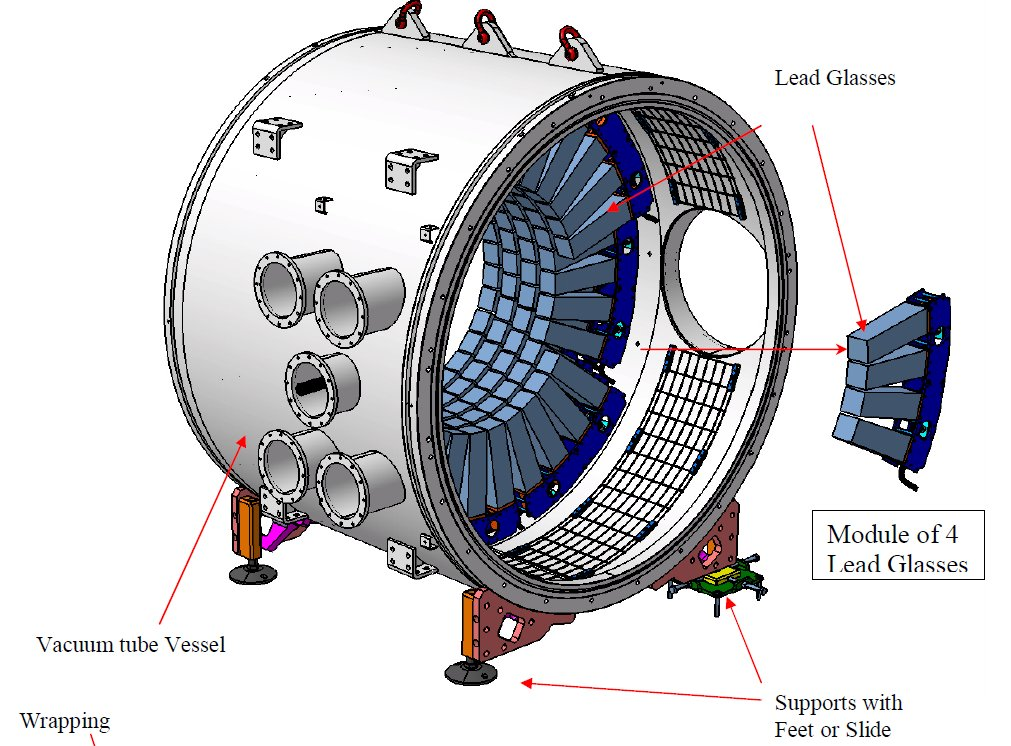 Lead Glasses
Module of 4
Lead Glasses
Vacuum tube Vessel
Supports with
Feet or Slide
Wrapping